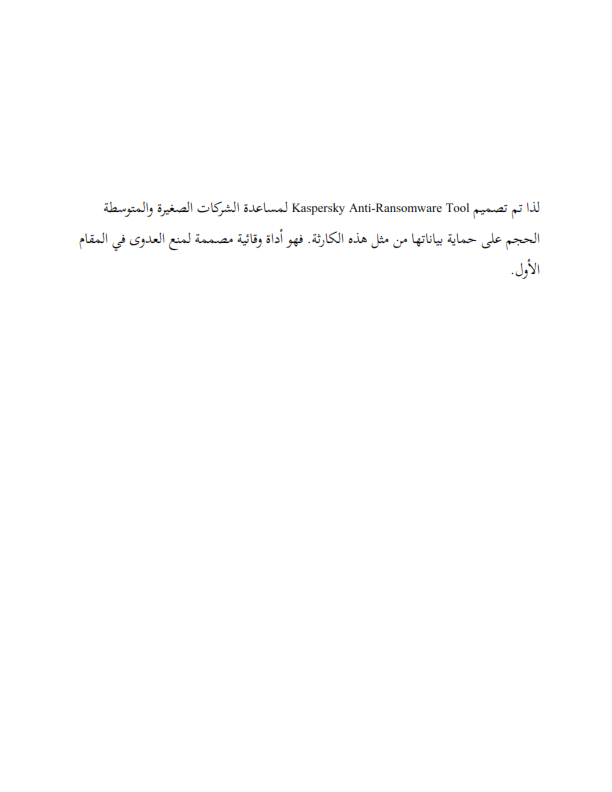 لذا تم تصميم Kaspersky Anti-Ransomware Tool لمساعدة الشركات الصغيرة والمتوسطة
الحجم على حماية بياناتها من مثل هذه الكارثة. فهو أداة وقائية مصممة لمنع العدوى في المقام
الأول.